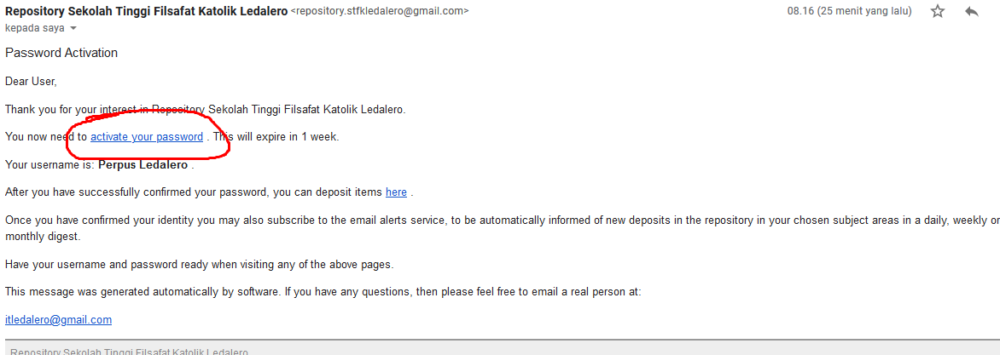 Repository Sekolah Tinggi Filsafat Katolik Ledalero <repository.stfkledalero@gmail.com> 08.16 (25 menit yang lalu)
kepada saya
Password Activation
Dear User,
Thank you for your interest in Repository Sekolah Tinggi Filsafat Katolik Ledalero.
You now need to activate your password . This will expire in 1 week.
Your username is: Perpus Ledalero .
After you have successfully confirmed your password, you can deposit items here .
Once you have confirmed your identity you may also subscribe to the email alerts service, to be automatically informed of new deposits in the repository in your chosen subject areas in a daily, weekly or
monthly digest.
Have your username and password ready when visiting any of the above pages.
This message was generated automatically by software. If you have any questions, then please feel free to email a real person at:
itledalero@gmail.com
Repository Sekolah Tinggi Filsafat Katolik Ledalero